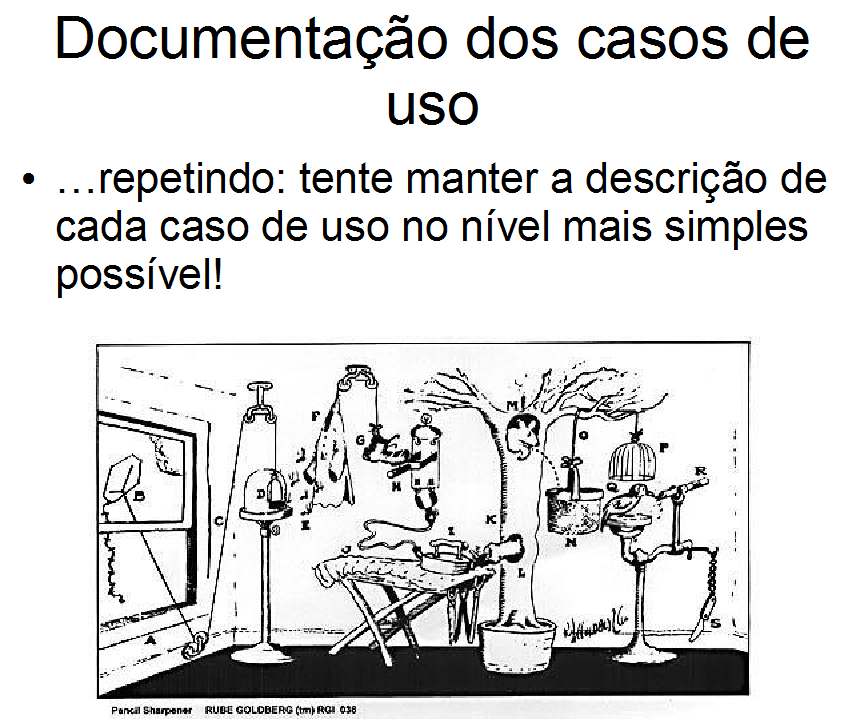 Documentação dos casos de
uso
• …repetindo: tente manter a descrição de
cada caso de uso no nível mais simples
possível!
M
F
O
G
P
R
D
Q
B
H
C
K
I
E
J
N
L
A
S
Pencil Sharpener RUBE GOLDBERG (tm) RGI 038